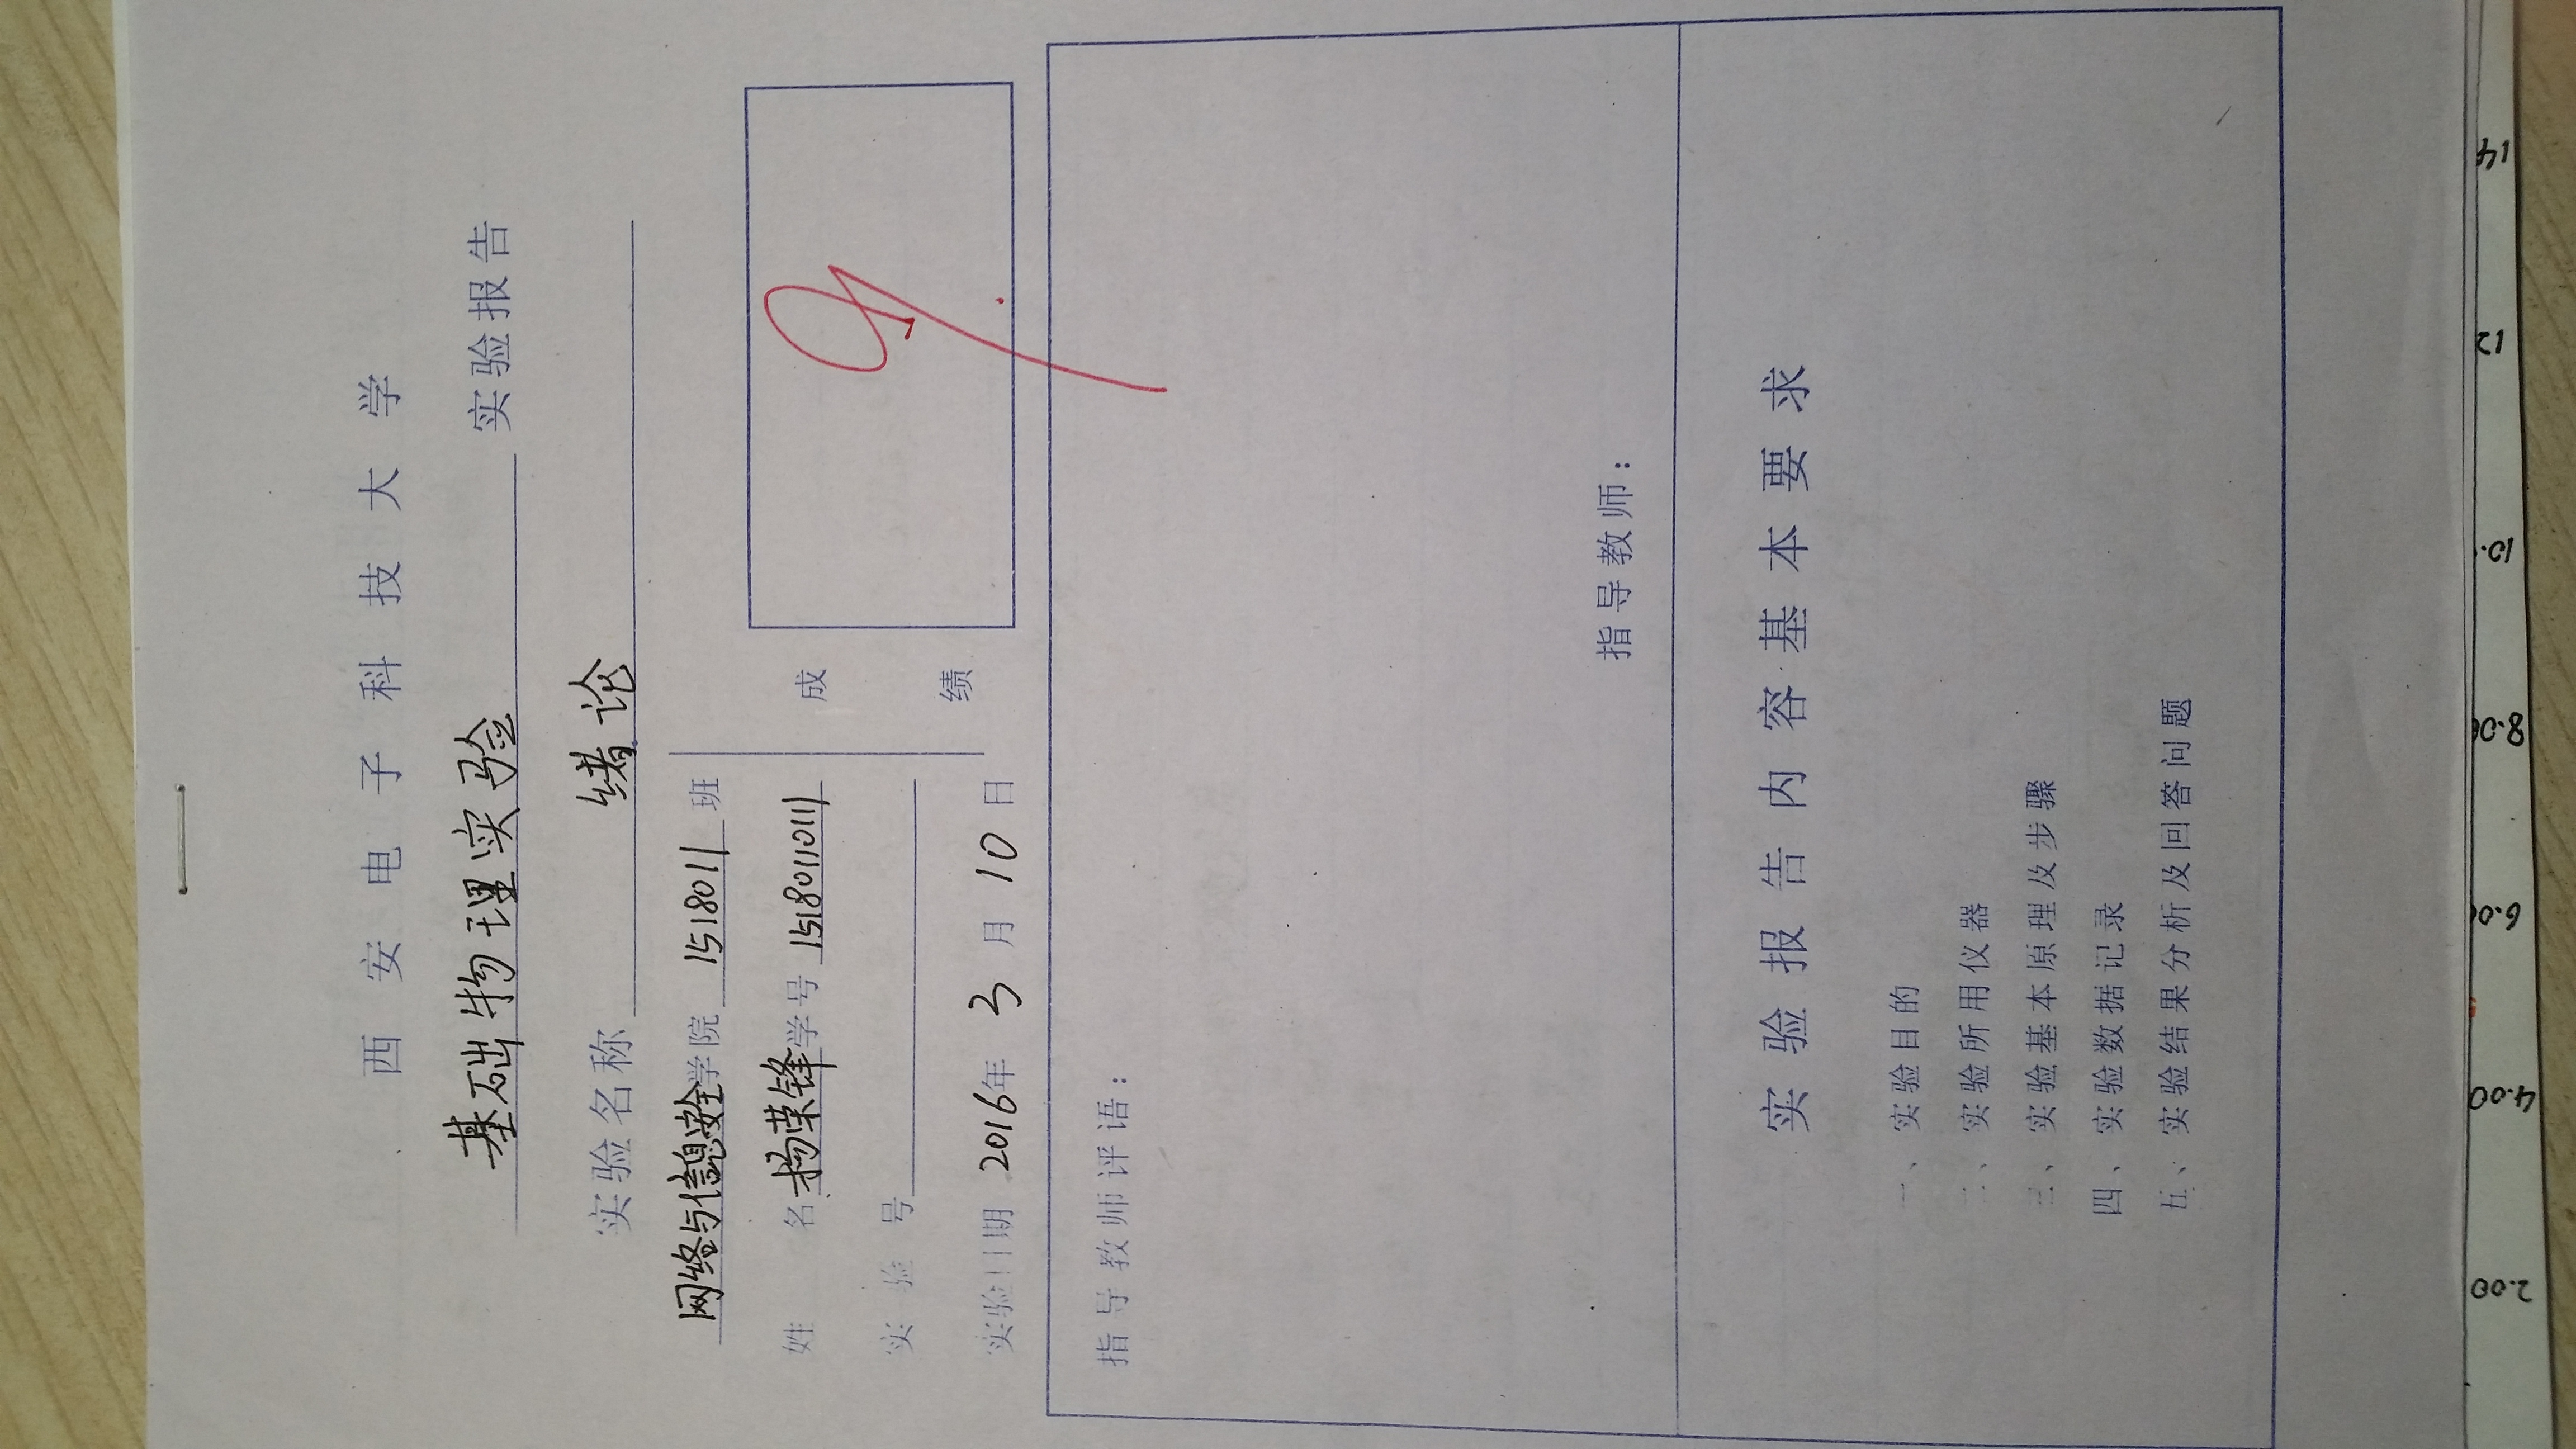 西安电子科技大学
基础物理实验 实验报告
实验名称 绪论
网络与信息安全学院 1518011 班
姓 名 杨荣锋 学号 15180110111
实验号
实验日期 2016年 3 月 10 日
成绩 9
指导教师评语：
指导教师：
实验报告内容基本要求
一、实验目的
二、实验所用仪器
三、实验基本原理及步骤
四、实验数据记录
五、实验结果分析及回答问题
2.00
4.00
6.0
8.0
10.
12
14